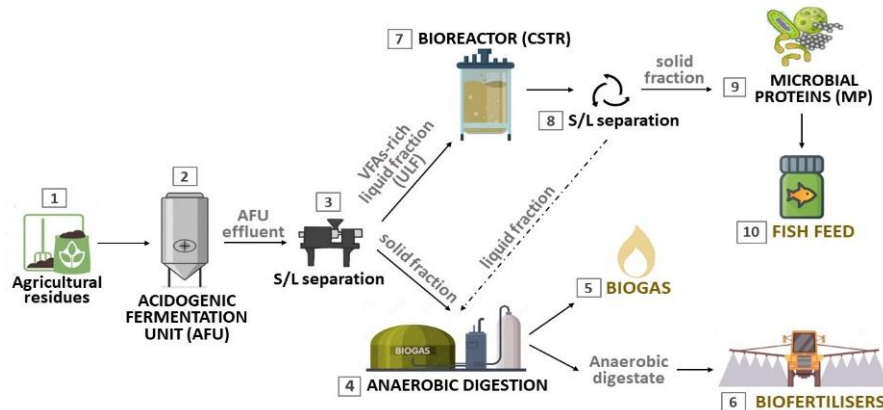 1
Agricultural
residues
2
ACIDOGENIC
FERMENTATION
UNIT (AFU)
AFU
effluent
3
S/L separation
VFAs-rich
liquid fraction
(ULF)
solid fraction
7 BIOREACTOR (CSTR)
8 S/L separation
liquid fraction
solid
fraction
9 MICROBIAL
PROTEINS (MP)
10 FISH FEED
BIOGAS
4 ANAEROBIC DIGESTION
5 BIOGAS
Anaerobic
digestate
6 BIOFERTILISERS